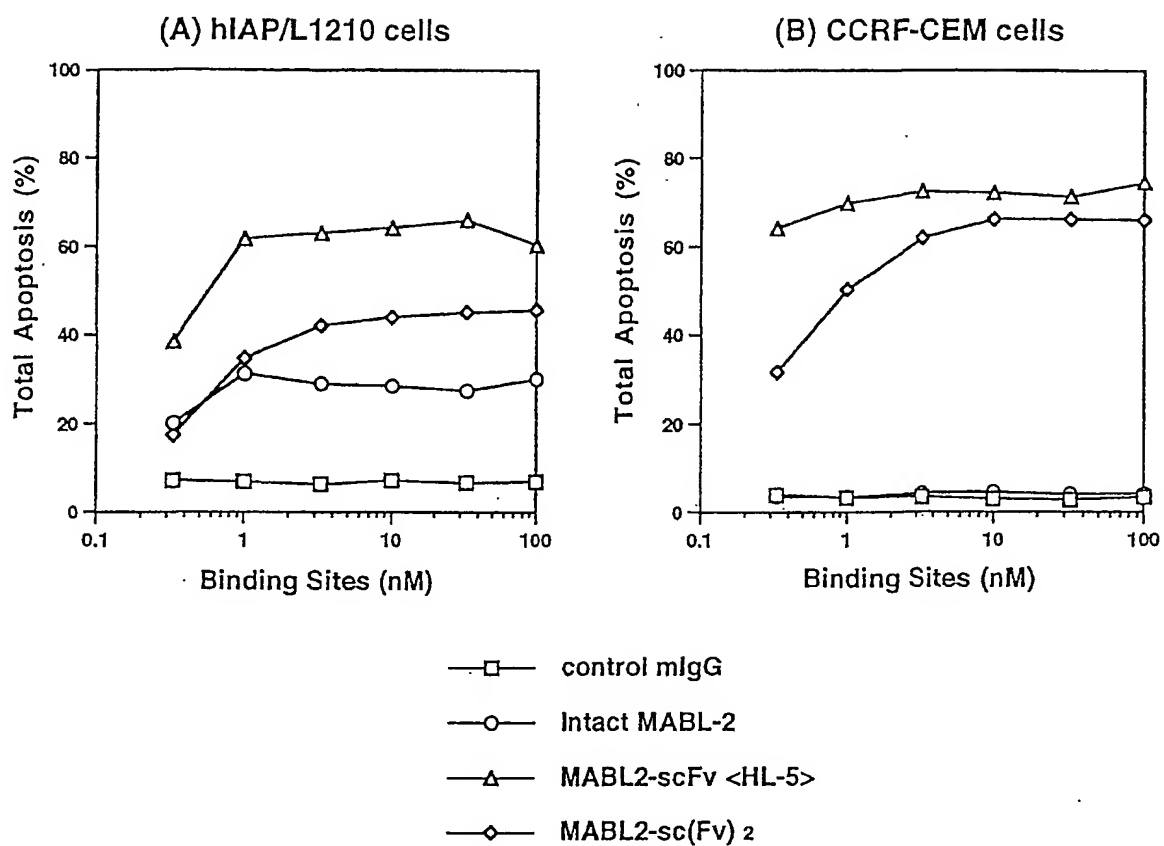 (A) hIAP/L1210 cells
(B) CCRF-CEM cells
Total Apoptosis (%)
100
80
60
40
20
0
0.1
1
10
100
Binding Sites (nM)
Total Apoptosis (%)
100
80
60
40
20
0
0.1
1
10
100
Binding Sites (nM)
control mIgG
Intact MABL-2
MABL2-scFv <HL-5>
MABL2-sc(Fv) 2